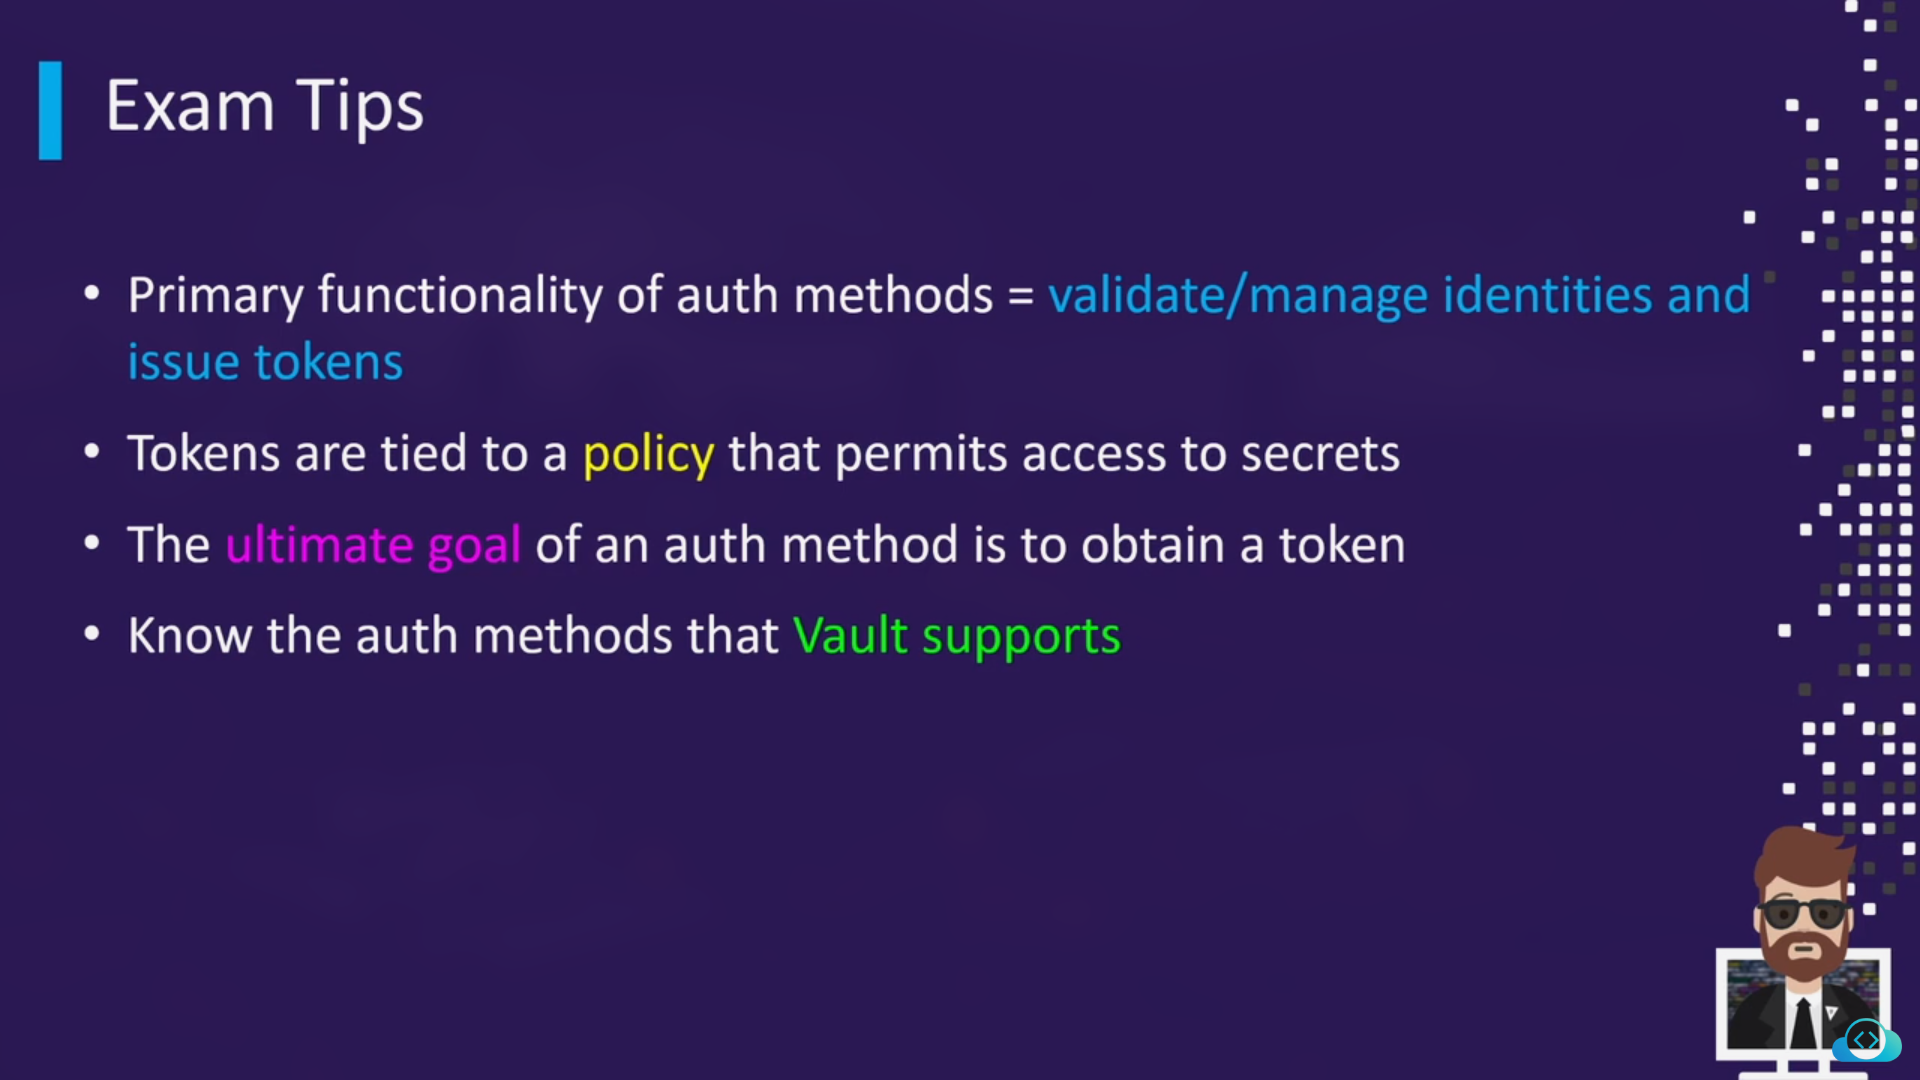 Exam Tips
• Primary functionality of auth methods = validate/manage identities and
issue tokens
• Tokens are tied to a policy that permits access to secrets
• The ultimate goal of an auth method is to obtain a token
• Know the auth methods that Vault supports